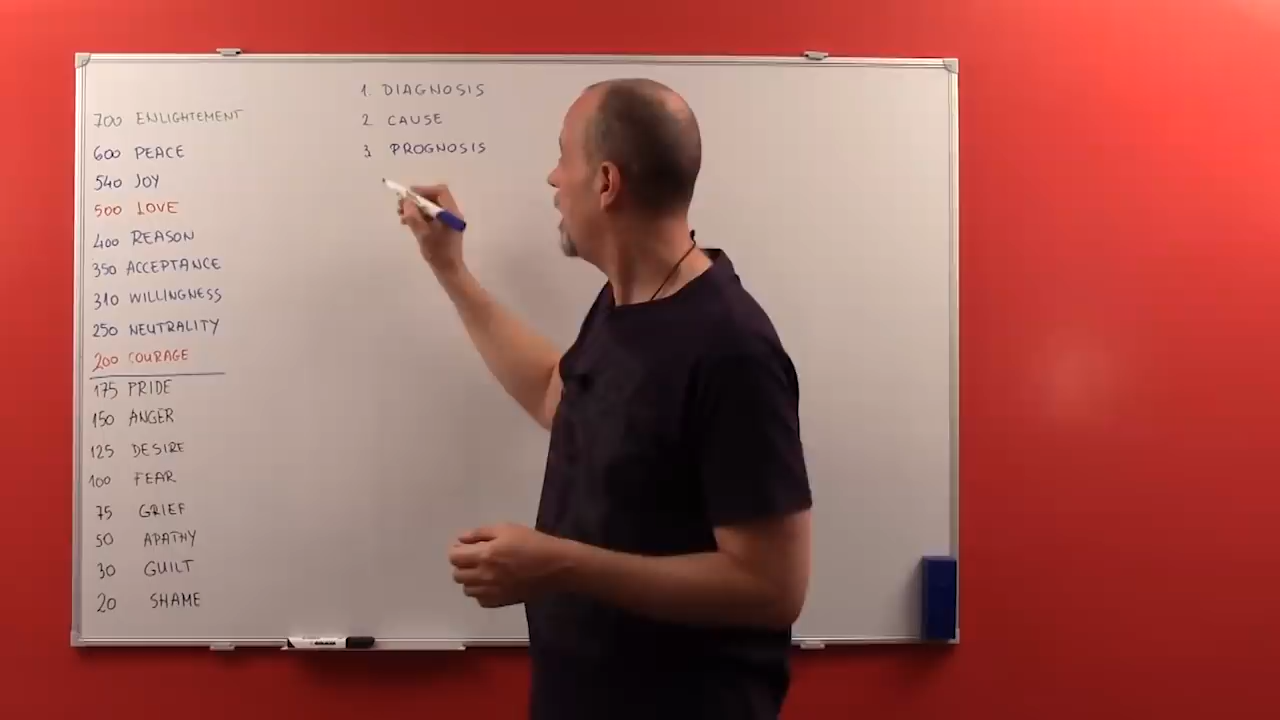 700 ENLIGHTEMENT
600 PEACE
540 JOY
500 LOVE
400 REASON
350 ACCEPTANCE
310 WILLINGNESS
250 NEUTRALITY
200 COURAGE
175 PRIDE
150 ANGER
125 DESIRE
100 FEAR
75 GRIEF
50 APATHY
30 GUILT
20 SHAME
1. DIAGNOSIS
2 CAUSE
3 PROGNOSIS